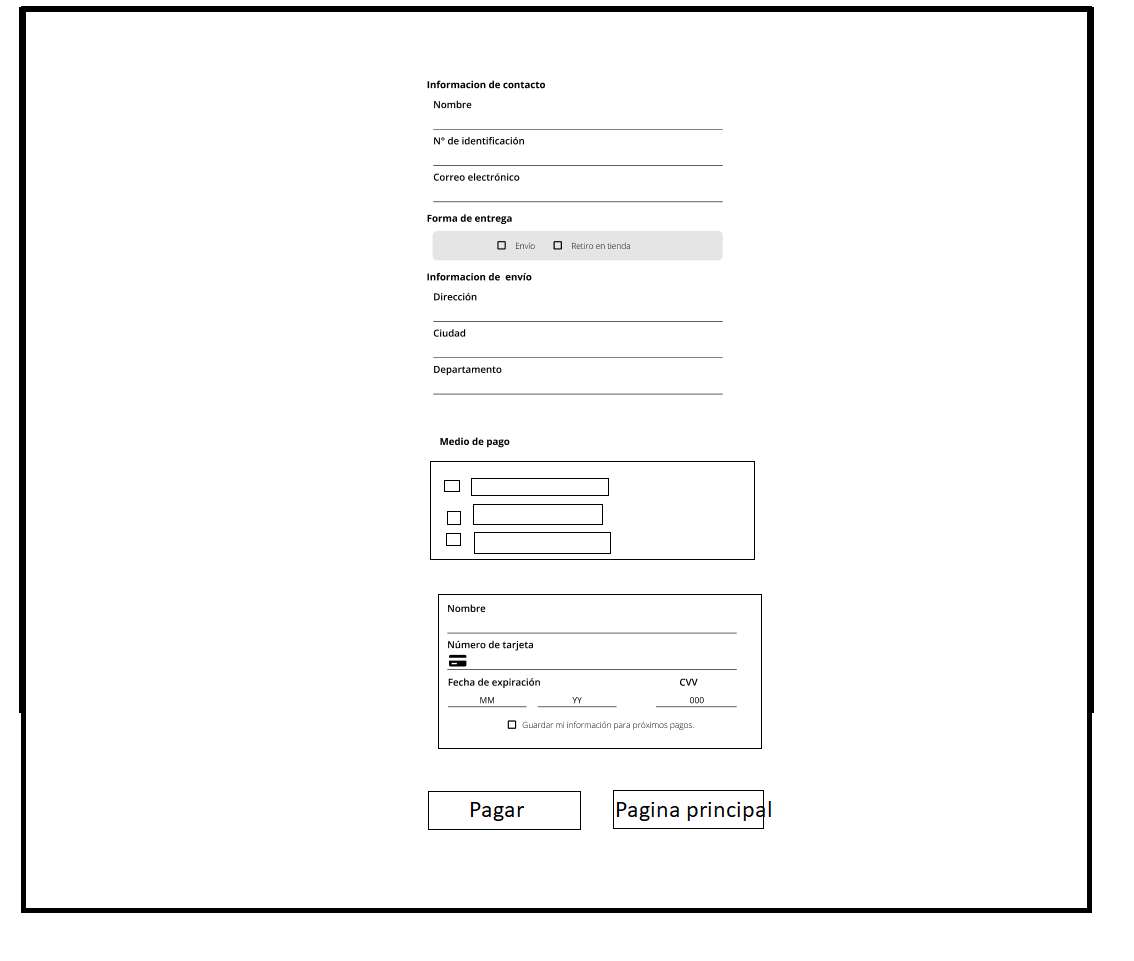 Informacion de contacto
Nombre
N° de identificación
Correo electrónico
Forma de entrega
Envío Retiro en tienda
Informacion de envío
Dirección
Ciudad
Departamento
Medio de pago
Nombre
Número de tarjeta
Fecha de expiración CVV
MM YY 000
Guardar mi información para próximos pagos.
Pagar Pagina principal